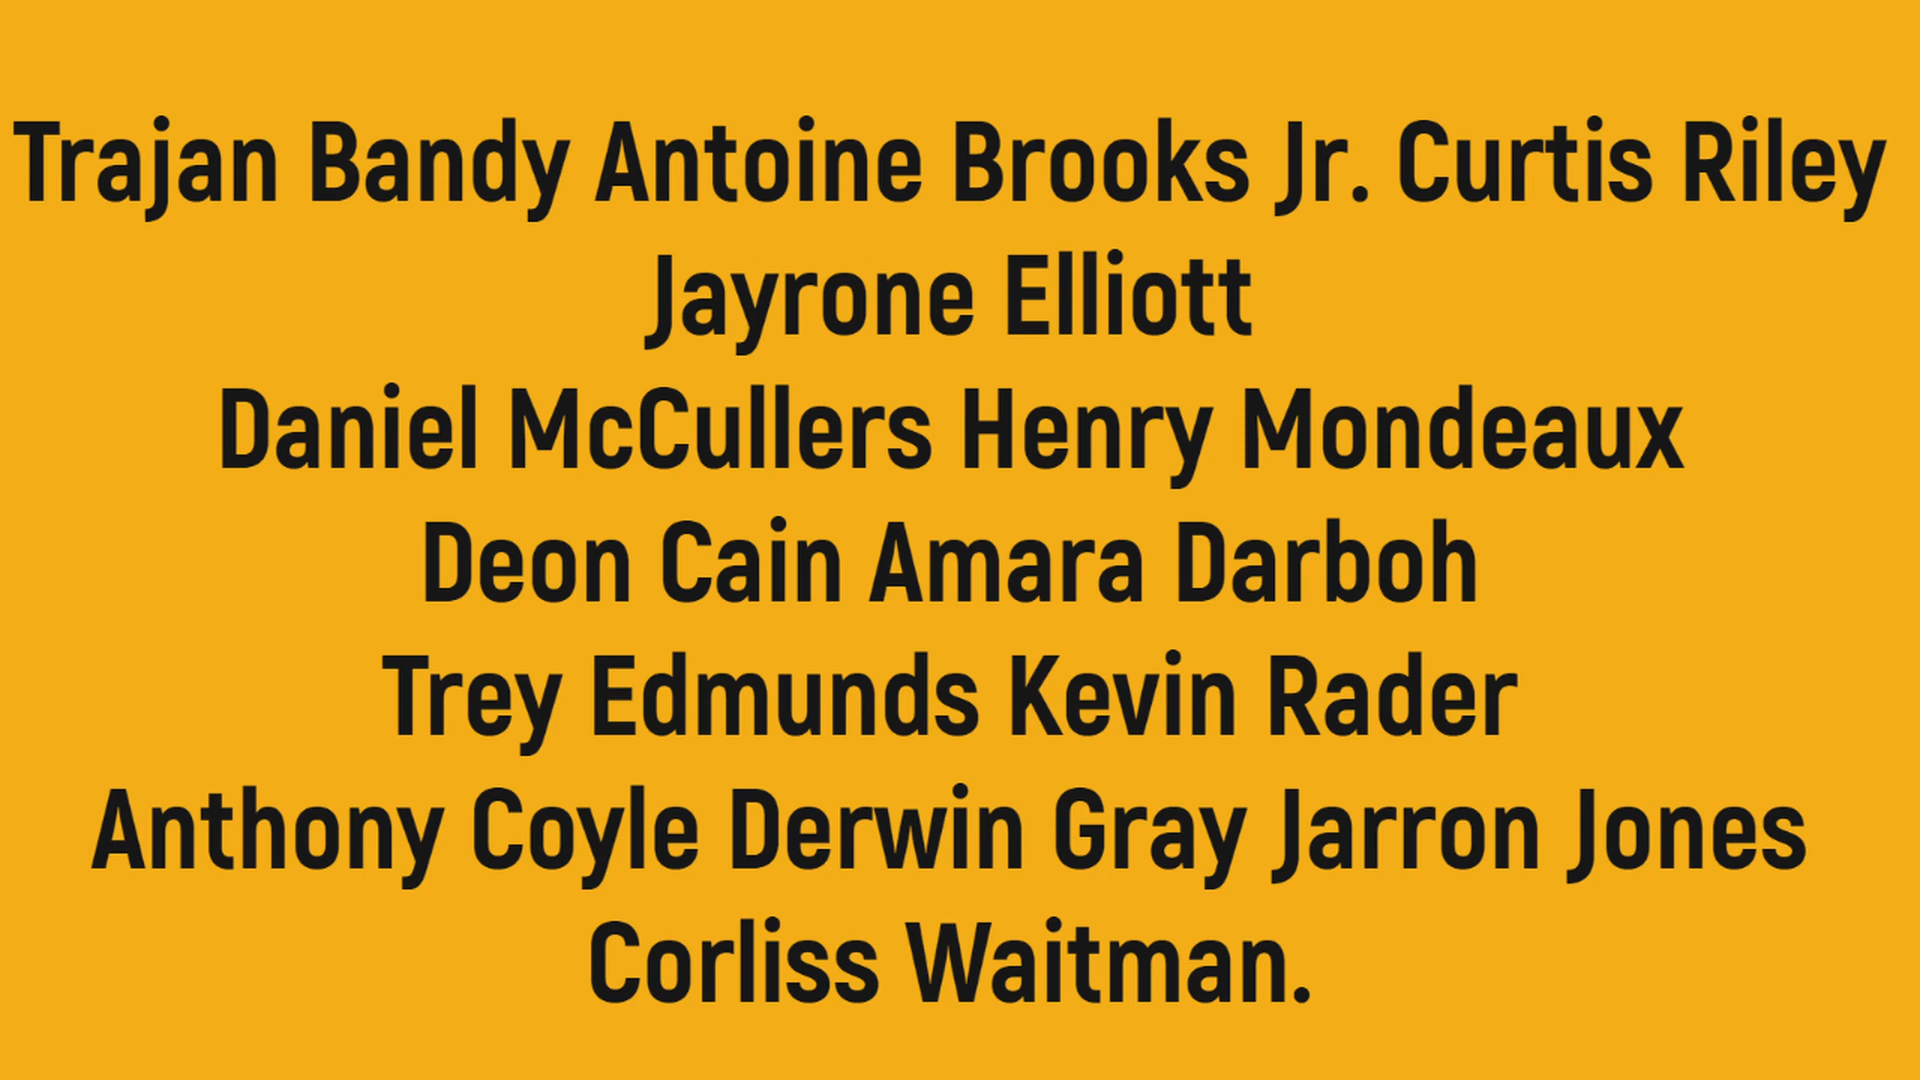 Trajan Bandy Antoine Brooks Jr. Curtis Riley
Jayrone Elliott
Daniel McCullers Henry Mondeaux
Deon Cain Amara Darboh
Trey Edmunds Kevin Rader
Anthony Coyle Derwin Gray Jarron Jones
Corliss Waitman.